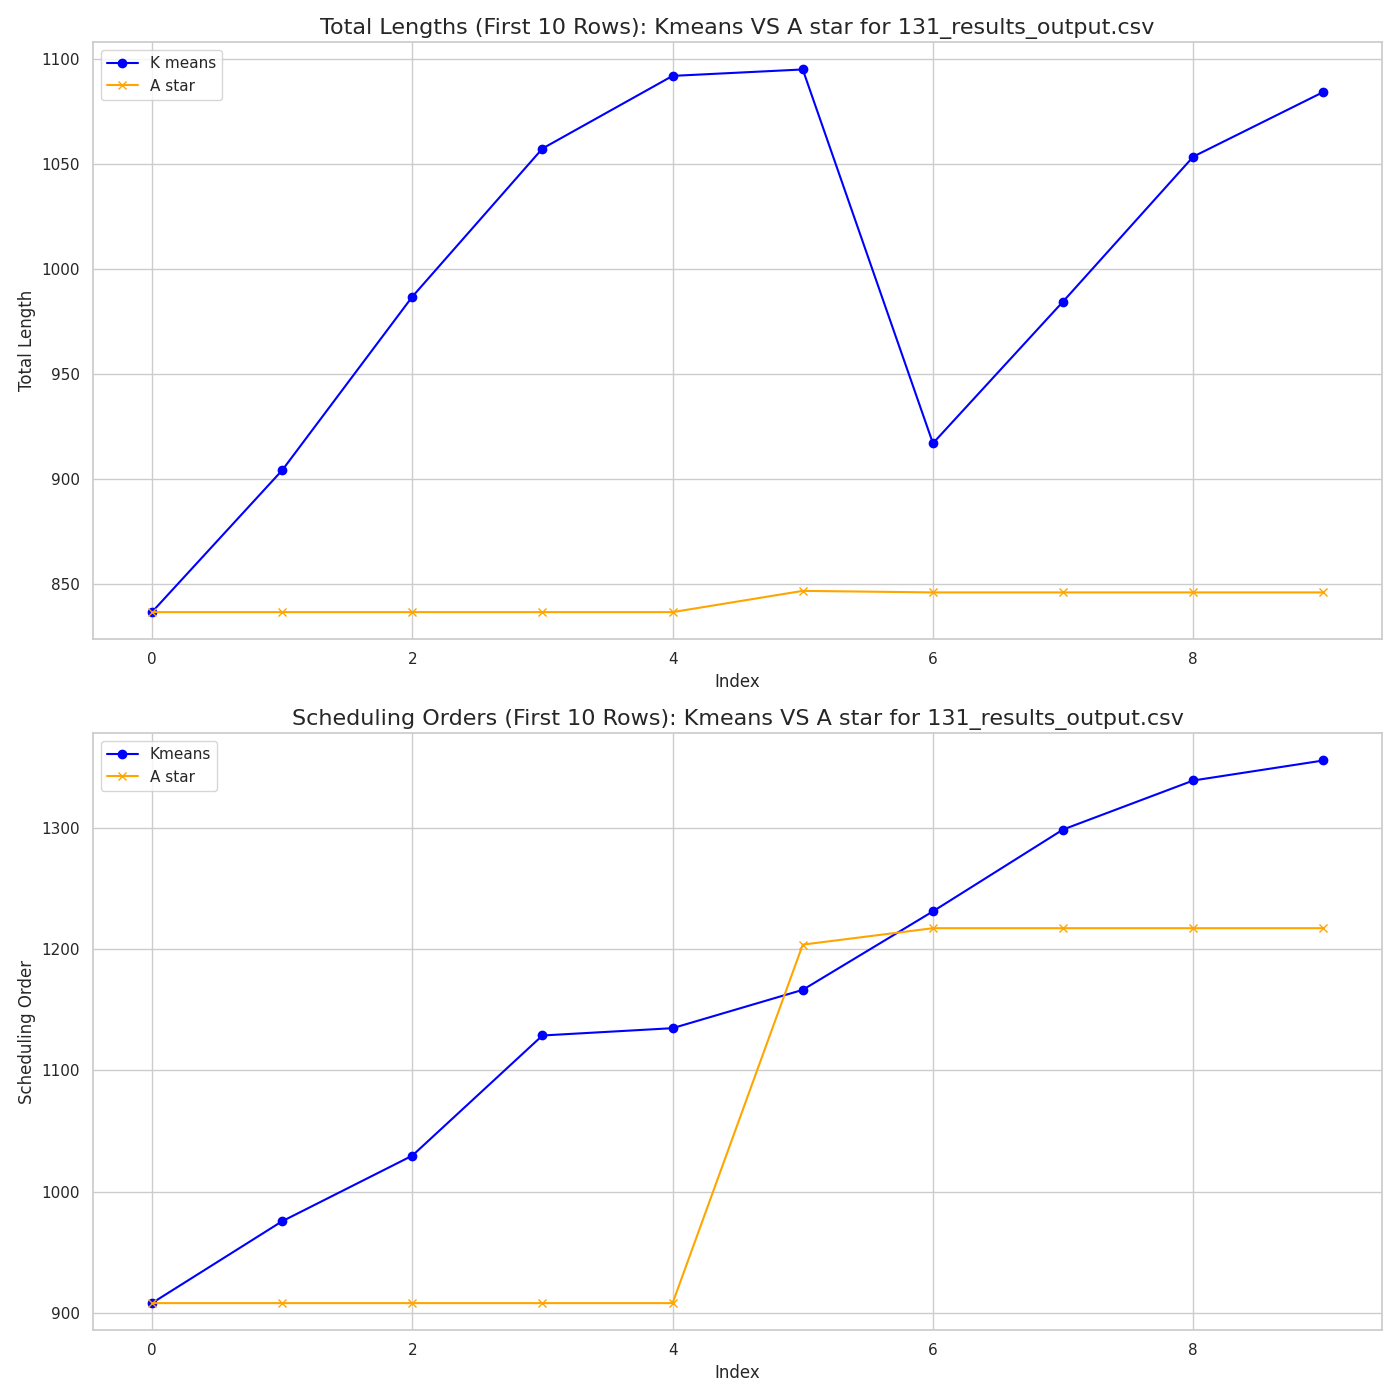 Total Lengths (First 10 Rows): Kmeans VS A star for 131_results_output.csv
K means
A star
1100
1050
1000
950
900
850
Total Length
0 2 4 6 8
Index
Scheduling Orders (First 10 Rows): Kmeans VS A star for 131_results_output.csv
Kmeans
A star
1300
1200
1100
1000
900
Scheduling Order
0 2 4 6 8
Index